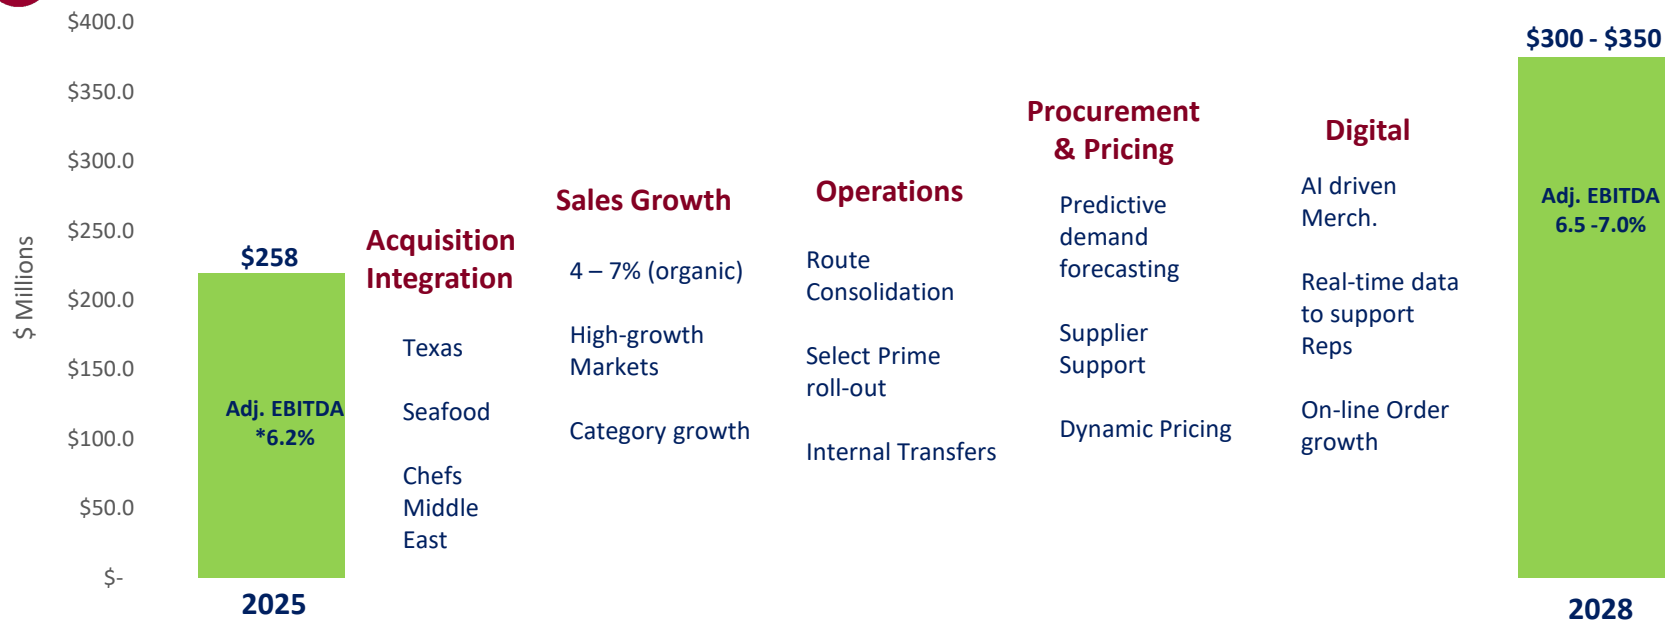 $400.0
$350.0
$300.0
$250.0
$200.0
$150.0
$100.0
$50.0
$-
$ Millions
$258
Adj. EBITDA
*6.2%
2025
Acquisition
Integration
Texas
Seafood
Chefs
Middle
East
Sales Growth
4 – 7% (organic)
High-growth
Markets
Category growth
Operations
Route
Consolidation
Select Prime
roll-out
Internal Transfers
Procurement
& Pricing
Predictive
demand
forecasting
Supplier
Support
Dynamic Pricing
Digital
AI driven
Merch.
Real-time data
to support
Reps
On-line Order
growth
$300 - $350
Adj. EBITDA
6.5 -7.0%
2028